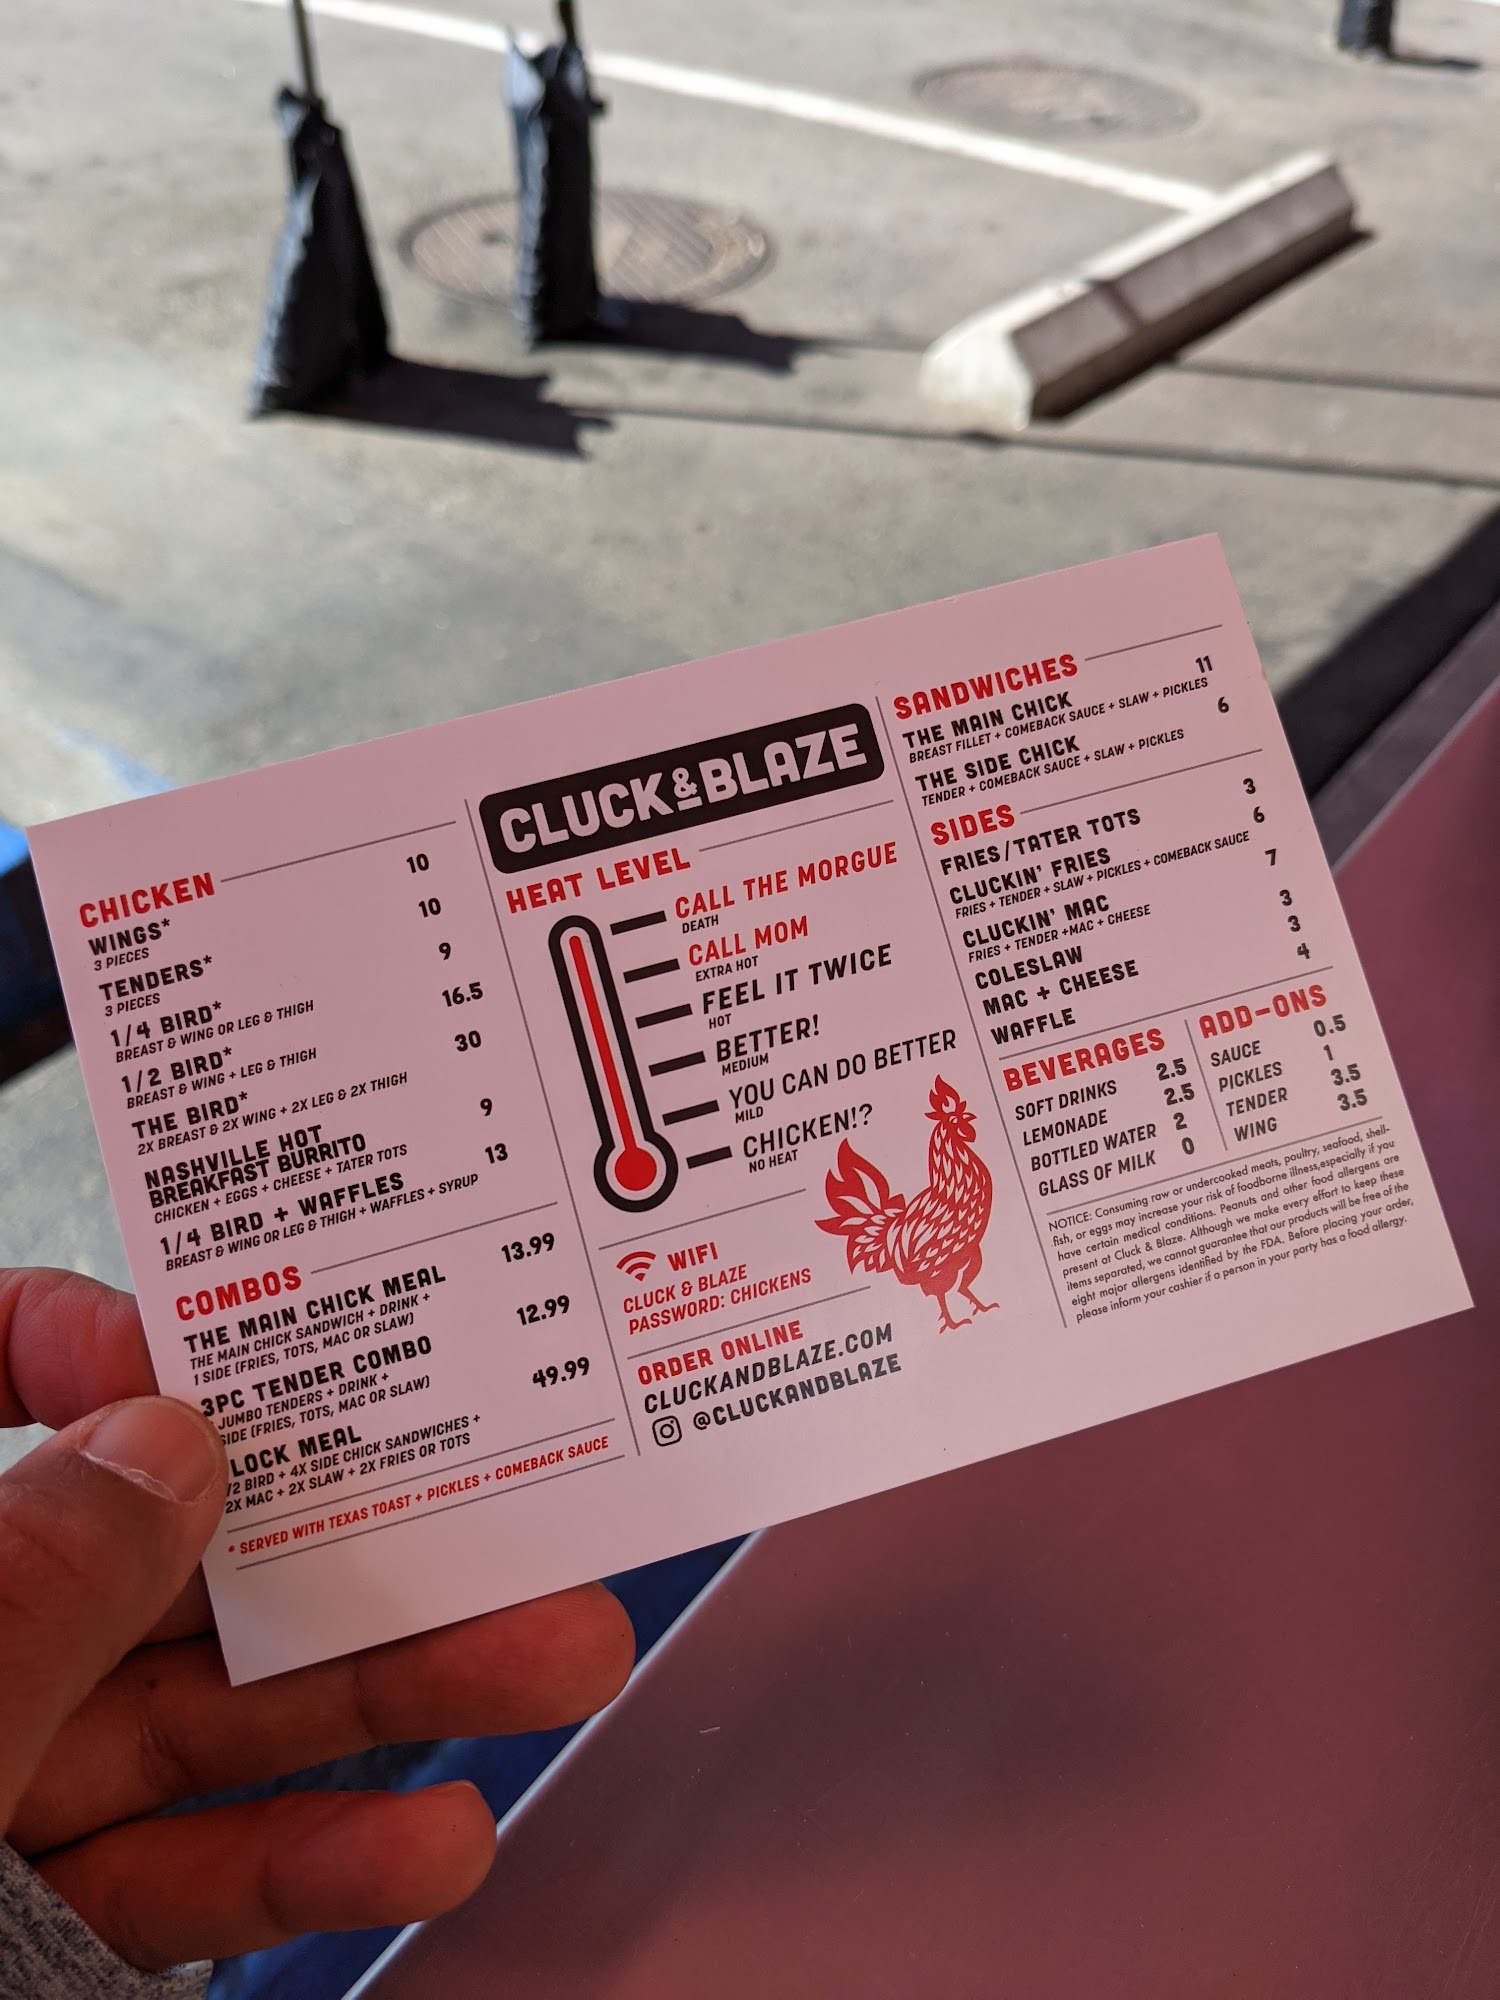 CHICKEN
WINGS* 10
3 PIECES
TENDERS* 10
3 PIECES
1/4 BIRD* 9
BREAST & WING OR LEG & THIGH
1/2 BIRD* 16.5
BREAST & WING + LEG & THIGH
THE BIRD* 30
2X BREAST & 2X WING + 2X LEG & 2X THIGH
NASHVILLE HOT
BREAKFAST BURRITO 9
CHICKEN + EGGS + CHEESE + TATER TOTS
1/4 BIRD + WAFFLES 13
BREAST & WING OR LEG & THIGH + WAFFLES + SYRUP
COMBOS
THE MAIN CHICK MEAL 13.99
THE MAIN CHICK SANDWICH + DRINK +
1 SIDE (FRIES, TOTS, MAC OR SLAW)
3PC TENDER COMBO 12.99
JUMBO TENDERS + DRINK +
SIDE (FRIES, TOTS, MAC OR SLAW)
LOCK MEAL 49.99
/2 BIRD + 4X SIDE CHICK SANDWICHES +
2X MAC + 2X SLAW + 2X FRIES OR TOTS
* SERVED WITH TEXAS TOAST + PICKLES + COMEBACK SAUCE
CLUCK & BLAZE
HEAT LEVEL
CALL THE MORGUE
DEATH
CALL MOM
EXTRA HOT
FEEL IT TWICE
HOT
BETTER!
MEDIUM
YOU CAN DO BETTER
MILD
CHICKEN!?
NO HEAT
WIFI
CLUCK & BLAZE
PASSWORD: CHICKENS
ORDER ONLINE
CLUCKANDBLAZE.COM
@CLUCKANDBLAZE
SANDWICHES
THE MAIN CHICK 11
BREAST FILLET + COMEBACK SAUCE + SLAW + PICKLES
THE SIDE CHICK 6
TENDER + COMEBACK SAUCE + SLAW + PICKLES
SIDES
FRIES/TATER TOTS 3
CLUCKIN' FRIES 6
FRIES + TENDER + SLAW + PICKLES + COMEBACK SAUCE
CLUCKIN' MAC 7
FRIES + TENDER +MAC + CHEESE
COLESLAW 3
MAC + CHEESE 3
WAFFLE 4
BEVERAGES
SOFT DRINKS 2.5
LEMONADE 2.5
BOTTLED WATER 2
GLASS OF MILK 0
ADD-ONS
SAUCE 0.5
PICKLES 1
TENDER 3.5
WING 3.5
NOTICE: Consuming raw or undercooked meats, poultry, seafood, shell-
fish, or eggs may increase your risk of foodborne illness,especially if you
have certain medical conditions. Peanuts and other food allergens are
present at Cluck & Blaze. Although we make every effort to keep these
items separated, we cannot guarantee that our products will be free of the
eight major allergens identified by the FDA. Before placing your order,
please inform your cashier if a person in your party has a food allergy.